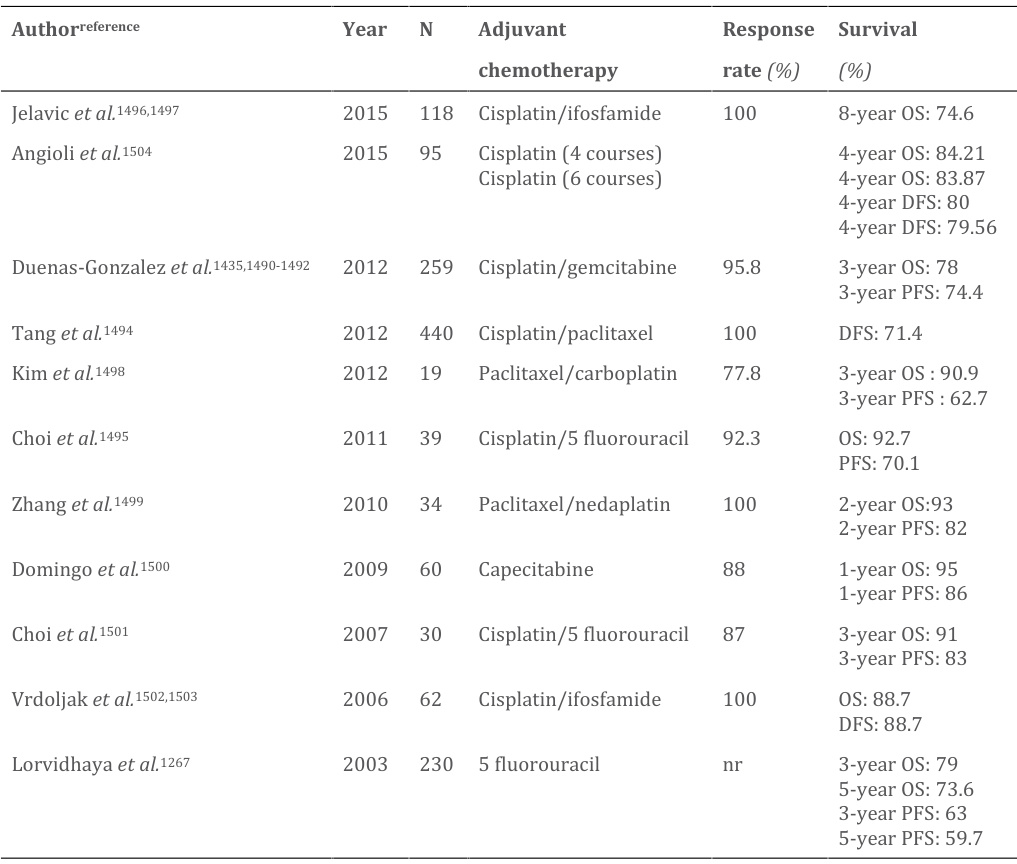 Authorreference Year N Adjuvant chemotherapy Response rate (%) Survival (%)
Jelavic et al.1496,1497 2015 118 Cisplatin/ifosfamide 100 8-year OS: 74.6
Angioli et al.1504 2015 95 Cisplatin (4 courses) 4-year OS: 84.21
Cisplatin (6 courses) 4-year OS: 83.87
4-year DFS: 80
4-year DFS: 79.56
Duenas-Gonzalez et al.1435,1490-1492 2012 259 Cisplatin/gemcitabine 95.8 3-year OS: 78
3-year PFS: 74.4
Tang et al.1494 2012 440 Cisplatin/paclitaxel 100 DFS: 71.4
Kim et al.1498 2012 19 Paclitaxel/carboplatin 77.8 3-year OS : 90.9
3-year PFS : 62.7
Choi et al.1495 2011 39 Cisplatin/5 fluorouracil 92.3 OS: 92.7
PFS: 70.1
Zhang et al.1499 2010 34 Paclitaxel/nedaplatin 100 2-year OS:93
2-year PFS: 82
Domingo et al.1500 2009 60 Capecitabine 88 1-year OS: 95
1-year PFS: 86
Choi et al.1501 2007 30 Cisplatin/5 fluorouracil 87 3-year OS: 91
3-year PFS: 83
Vrdoljak et al.1502,1503 2006 62 Cisplatin/ifosfamide 100 OS: 88.7
DFS: 88.7
Lorvidhaya et al.1267 2003 230 5 fluorouracil nr 3-year OS: 79
5-year OS: 73.6
3-year PFS: 63
5-year PFS: 59.7